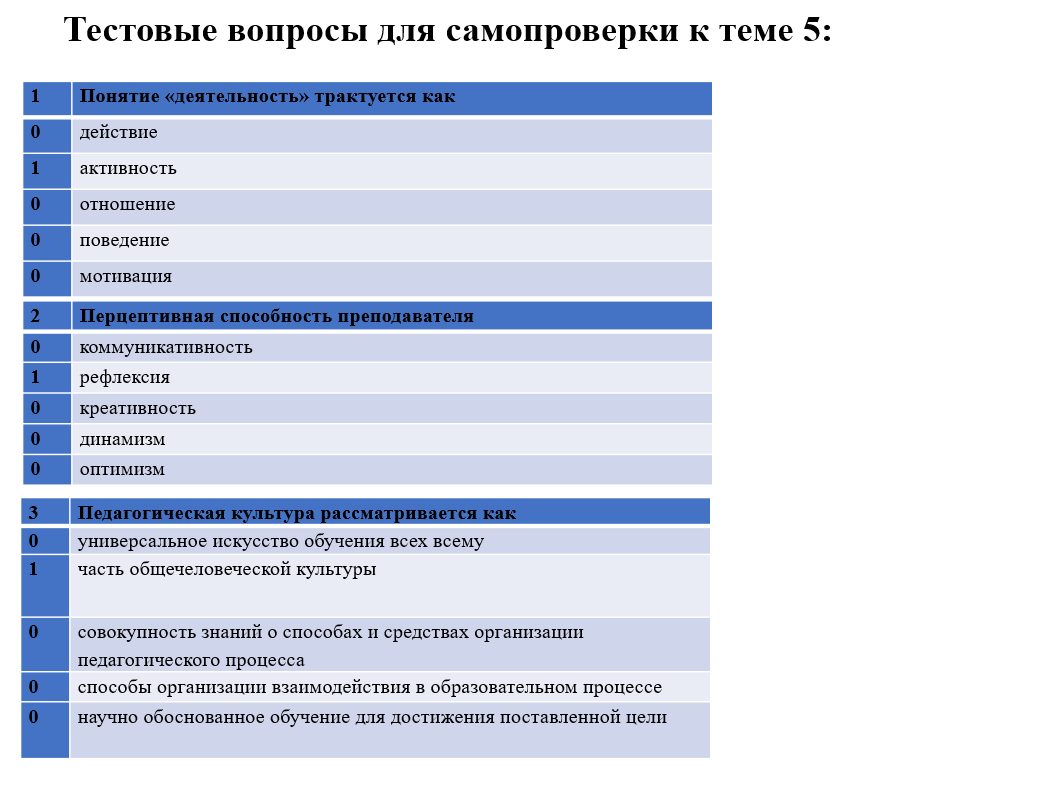 Тестовые вопросы для самопроверки к теме 5:
1 Понятие «деятельность» трактуется как
0 действие
1 активность
0 отношение
0 поведение
0 мотивация
2 Перцептивная способность преподавателя
0 коммуникативность
1 рефлексия
0 креативность
0 динамизм
0 оптимизм
3 Педагогическая культура рассматривается как
0 универсальное искусство обучения всех всему
1 часть общечеловеческой культуры
0 совокупность знаний о способах и средствах организации
педагогического процесса
0 способы организации взаимодействия в образовательном процессе
0 научно обоснованное обучение для достижения поставленной цели